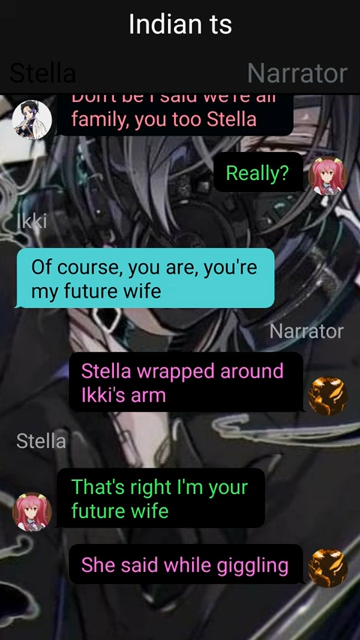 Indian ts
Stella
Narrator
Don't be I said we're all
family, you too Stella
Really?
Ikki
Of course, you are, you're
my future wife
Narrator
Stella wrapped around
Ikki's arm
Stella
That's right I'm your
future wife
She said while giggling